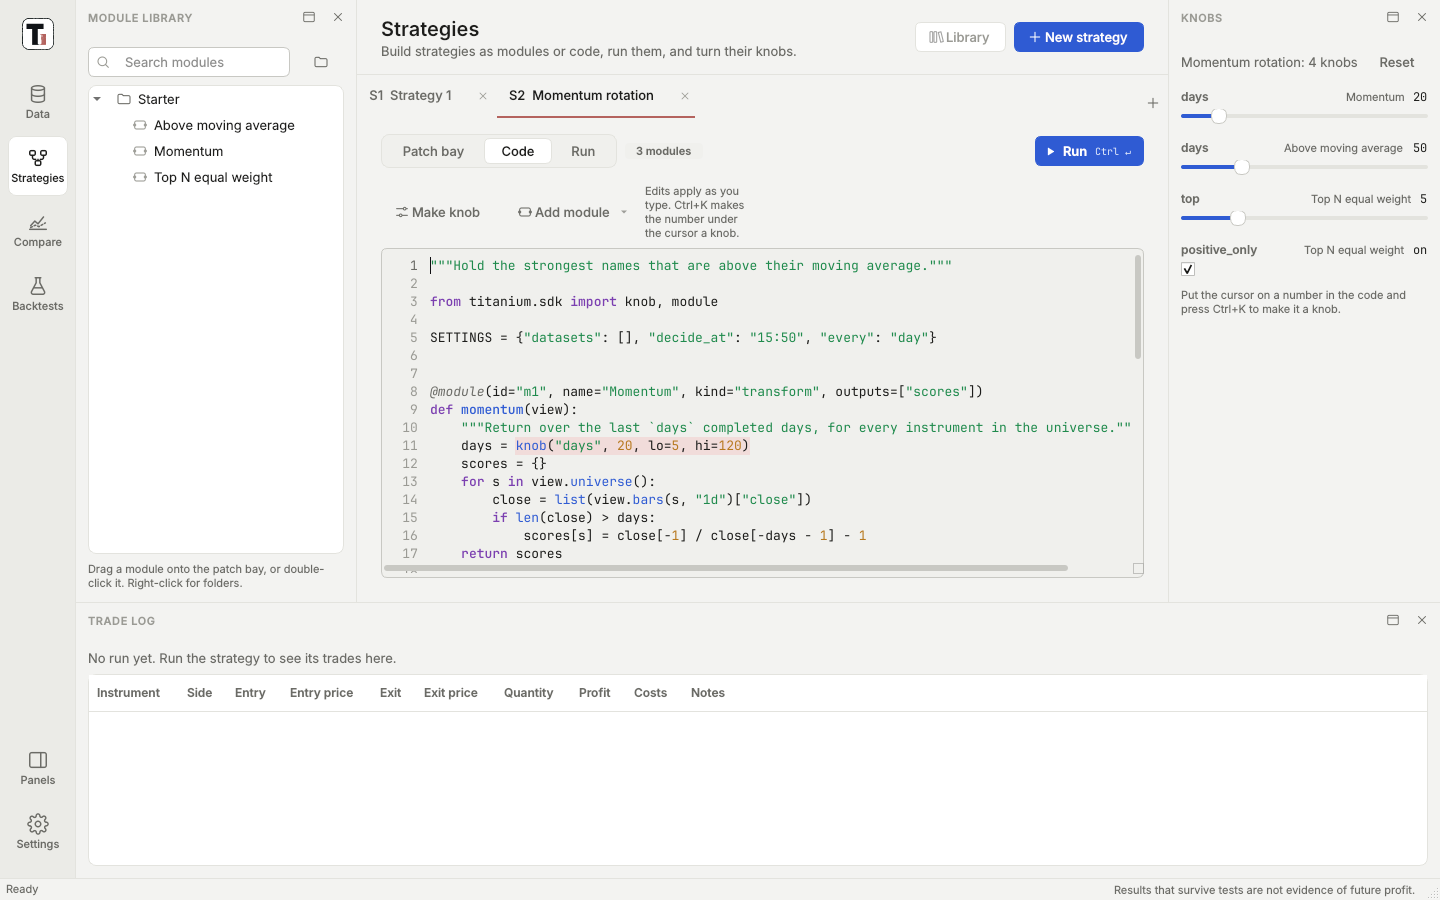 Ti
Data
Strategies
Compare
Backtests
Panels
Settings
MODULE LIBRARY
Search modules
Starter
Above moving average
Momentum
Top N equal weight
Drag a module onto the patch bay, or double-
click it. Right-click for folders.
Strategies
Build strategies as modules or code, run them, and turn their knobs.
Library
New strategy
S1 Strategy 1
S2 Momentum rotation
Patch bay
Code
Run
3 modules
Run Ctrl ↵
Make knob
Add module
Edits apply as you
type. Ctrl+K makes
the number under
the cursor a knob.
1 """Hold the strongest names that are above their moving average."""
2
3 from titanium.sdk import knob, module
4
5 SETTINGS = {"datasets": [], "decide_at": "15:50", "every": "day"}
6
7
8 @module(id="m1", name="Momentum", kind="transform", outputs=["scores"])
9 def momentum(view):
10     """Return over the last `days` completed days, for every instrument in the universe.""
11     days = knob("days", 20, lo=5, hi=120)
12     scores = {}
13     for s in view.universe():
14         close = list(view.bars(s, "1d")["close"])
15         if len(close) > days:
16             scores[s] = close[-1] / close[-days - 1] - 1
17     return scores
KNOBS
Momentum rotation: 4 knobs Reset
days Momentum 20
days Above moving average 50
top Top N equal weight 5
positive_only Top N equal weight on
Put the cursor on a number in the code and
press Ctrl+K to make it a knob.
TRADE LOG
No run yet. Run the strategy to see its trades here.
Instrument Side Entry Entry price Exit Exit price Quantity Profit Costs Notes
Ready
Results that survive tests are not evidence of future profit.